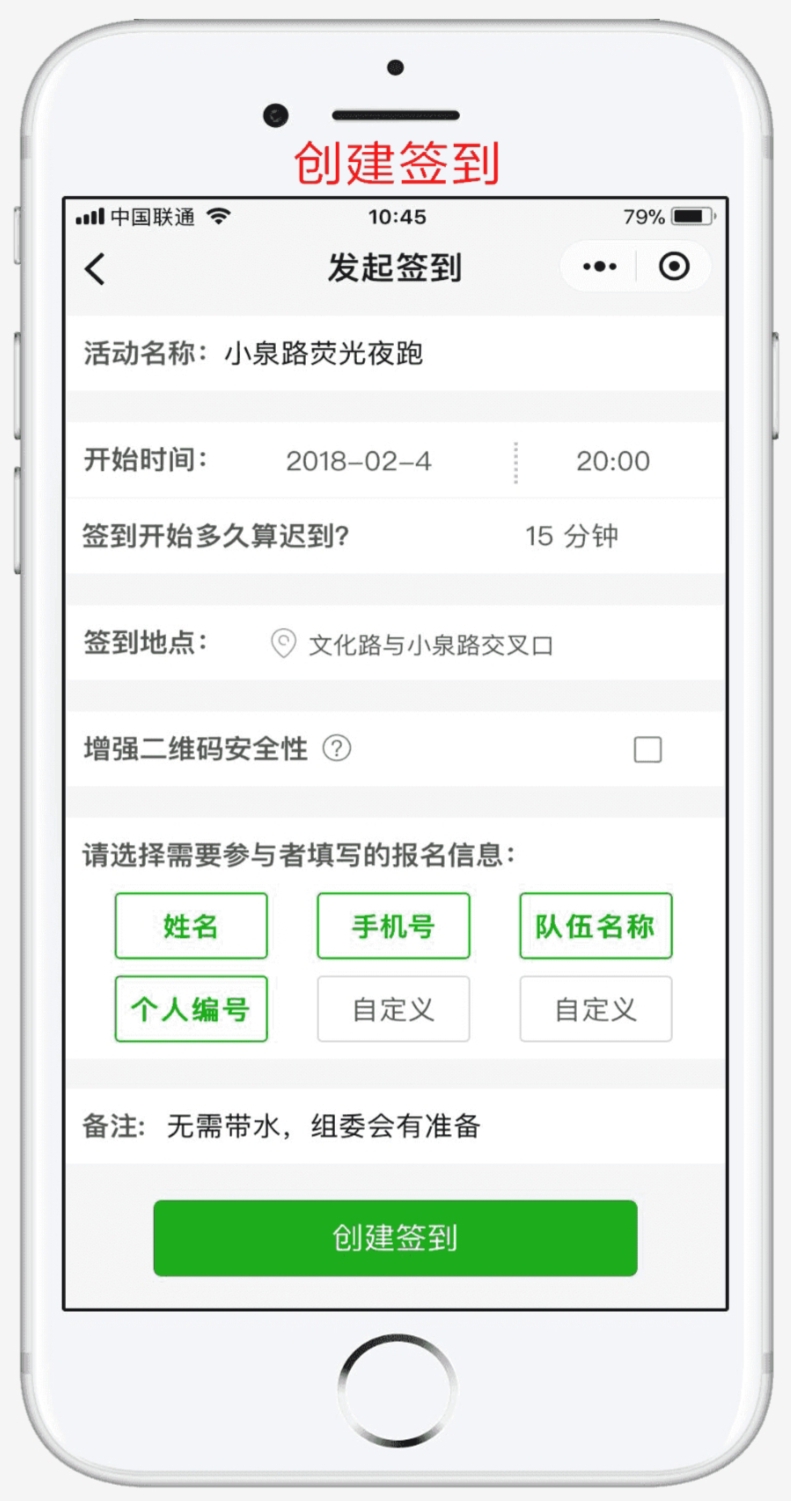 创建签到
中国联通 10:45 79%
发起签到
活动名称：小泉路荧光夜跑
开始时间： 2018-02-4 20:00
签到开始多久算迟到? 15 分钟
签到地点： 文化路与小泉路交叉口
增强二维码安全性 ?
请选择需要参与者填写的报名信息：
姓名 手机号 队伍名称
个人编号 自定义 自定义
备注: 无需带水，组委会有准备
创建签到